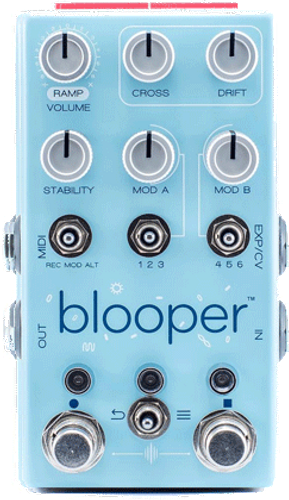 RAMP
VOLUME
CROSS
DRIFT
STABILITY
MOD A
MOD B
MIDI
REC MOD ALT
1 2 3
4 5 6
EXP/CV
OUT
blooper™
IN